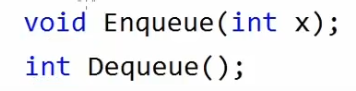 void Enqueue(int x);
int Dequeue();